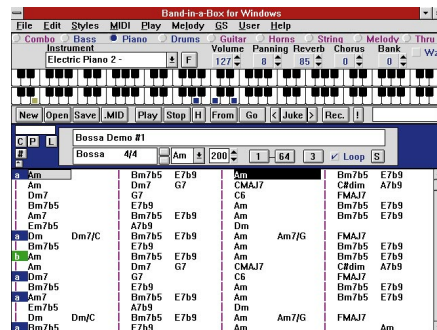 Band-in-a-Box for Windows
File Edit Styles MIDI Play Melody GS User Help
Combo Bass Piano Drums Guitar Horns String Melody Thru
Instrument Volume Panning Reverb Chorus Bank
Electric Piano 2 - F 127 8 85 0 0
New Open Save .MID Play Stop H From Go < Juke > Rec. !
C P L Bossa Demo #1
# Bossa 4/4 Am 200 1 - 64 3 Loop S
a Am Bm7b5 E7b9 Am Bm7b5 E7b9
Am Dm7 G7 CMAJ7 C#dim A7b9
Dm7 G7 C6 FMAJ7
Bm7b5 E7b9 Am Bm7b5 E7b9
Am7 Bm7b5 E7b9 Am Bm7b5 E7b9
Em7b5 A7b9 Dm
a Dm Dm7/C Bm7b5 E7b9 Am Am7/G FMAJ7
Bm7b5 E7b9 Am Bm7b5 E7b9
b Am Bm7b5 E7b9 Am Bm7b5 E7b9
Am Dm7 G7 CMAJ7 C#dim A7b9
a Dm7 G7 C6 FMAJ7
Bm7b5 E7b9 Am Bm7b5 E7b9
a Am7 Bm7b5 E7b9 Am Bm7b5 E7b9
Em7b5 A7b9 Dm
Dm Dm7/C Bm7b5 E7b9 Am Am7/G FMAJ7
a Bm7b5 E7b9 Am Am